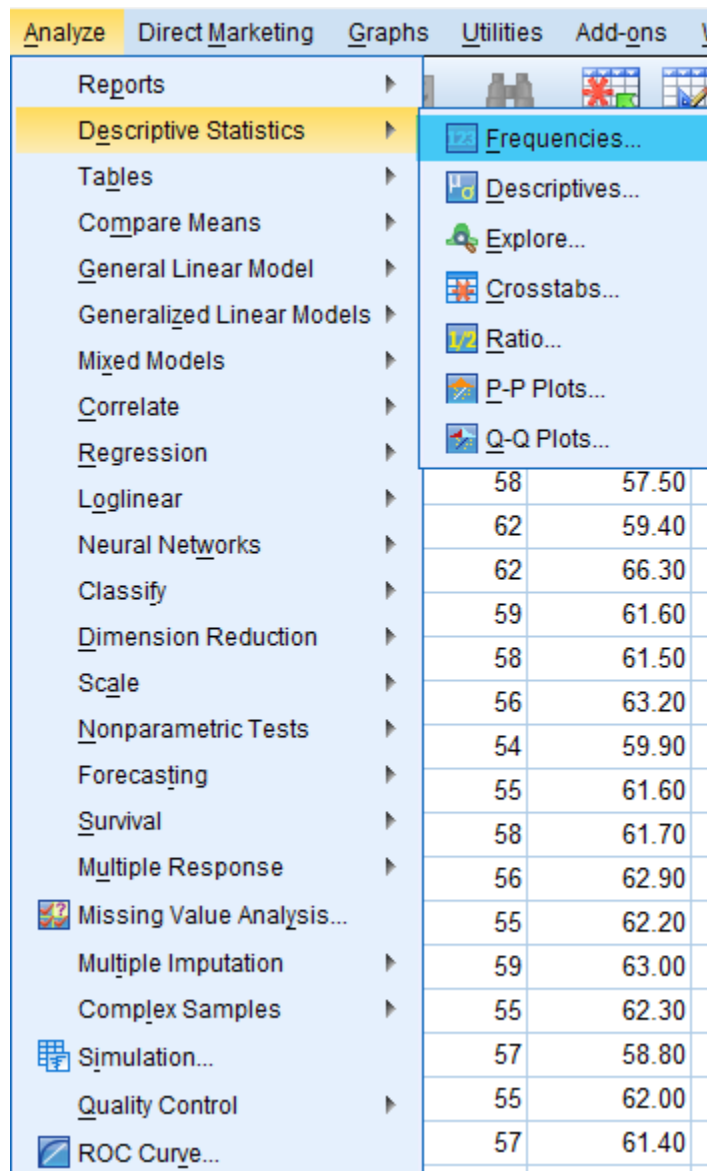 Analyze Direct Marketing Graphs Utilities Add-ons
Reports
Descriptive Statistics
Tables
Compare Means
General Linear Model
Generalized Linear Models
Mixed Models
Correlate
Regression
Loglinear
Neural Networks
Classify
Dimension Reduction
Scale
Nonparametric Tests
Forecasting
Survival
Multiple Response
Missing Value Analysis...
Multiple Imputation
Complex Samples
Simulation...
Quality Control
ROC Curve...
123 Frequencies...
μσ Descriptives...
Explore...
Crosstabs...
1/2 Ratio...
P-P Plots...
Q-Q Plots...
58 57.50
62 59.40
62 66.30
59 61.60
58 61.50
56 63.20
54 59.90
55 61.60
58 61.70
56 62.90
55 62.20
59 63.00
55 62.30
57 58.80
55 62.00
57 61.40